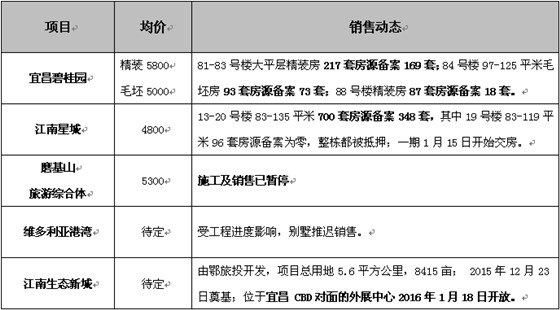 项目 均价 销售动态
宜昌碧桂园
精装 5800
毛坯 5000
81-83 号楼大平层精装房 217 套房源备案 169 套；84 号楼 97-125 平米毛
坯房 93 套房源备案 73 套；88 号楼精装房 87 套房源备案 18 套。
江南星城
4800
13-20 号楼 83-135 平米 700 套房源备案 348 套，其中 19 号楼 83-119 平
米 96 套房源备案为零，整栋都被抵押；一期 1 月 15 日开始交房。
磨基山
旅游综合体
5300
施工及销售已暂停
维多利亚港湾
待定
受工程进度影响，别墅推迟销售。
江南生态新城
待定
由鄂旅投开发，项目总用地 5.6 平方公里，8415 亩； 2015 年 12 月 23
日奠基；位于宜昌 CBD 对面的外展中心 2016 年 1 月 18 日开放。